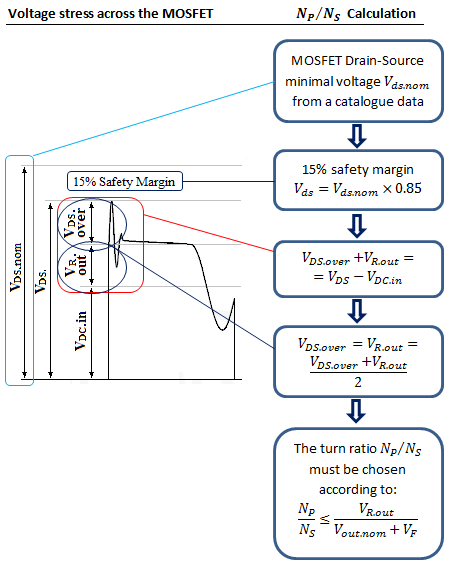 Voltage stress across the MOSFET
N_P/N_S Calculation
MOSFET Drain-Source
minimal voltage V_ds.nom
from a catalogue data
15% safety margin
V_ds = V_ds.nom × 0.85
V_DS.over + V_R.out =
= V_DS − V_DC.in
V_DS.over = V_R.out =
V_DS.over + V_R.out
2
The turn ratio N_P/N_S
must be chosen
according to:
N_P/N_S ≤ V_R.out/(V_out.nom + V_F)
15% Safety Margin
V_DS.nom
V_DS.
V_DS.
over
V_R.
out
V_DC.in